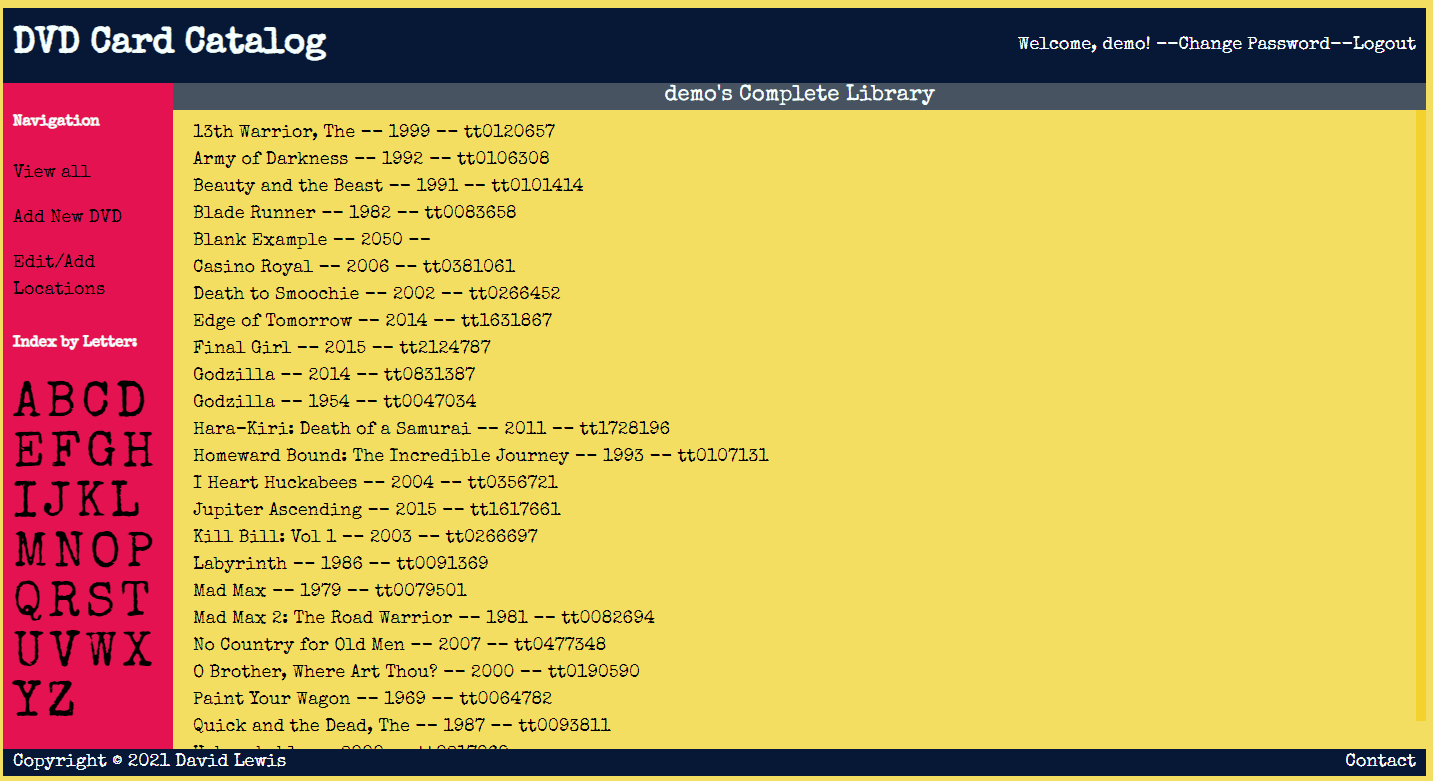 DVD Card Catalog
Welcome, demo! --Change Password--Logout
demo's Complete Library
Navigation
View all
Add New DVD
Edit/Add
Locations
Index by Letter:
A B C D
E F G H
I J K L
M N O P
Q R S T
U V W X
Y Z
13th Warrior, The -- 1999 -- tt0120657
Army of Darkness -- 1992 -- tt0106308
Beauty and the Beast -- 1991 -- tt0101414
Blade Runner -- 1982 -- tt0083658
Blank Example -- 2050 --
Casino Royal -- 2006 -- tt0381061
Death to Smoochie -- 2002 -- tt0266452
Edge of Tomorrow -- 2014 -- tt1631867
Final Girl -- 2015 -- tt2124787
Godzilla -- 2014 -- tt0831387
Godzilla -- 1954 -- tt0047034
Hara-Kiri: Death of a Samurai -- 2011 -- tt1728196
Homeward Bound: The Incredible Journey -- 1993 -- tt0107131
I Heart Huckabees -- 2004 -- tt0356721
Jupiter Ascending -- 2015 -- tt1617661
Kill Bill: Vol 1 -- 2003 -- tt0266697
Labyrinth -- 1986 -- tt0091369
Mad Max -- 1979 -- tt0079501
Mad Max 2: The Road Warrior -- 1981 -- tt0082694
No Country for Old Men -- 2007 -- tt0477348
O Brother, Where Art Thou? -- 2000 -- tt0190590
Paint Your Wagon -- 1969 -- tt0064782
Quick and the Dead, The -- 1987 -- tt0093811
Copyright © 2021 David Lewis
Contact